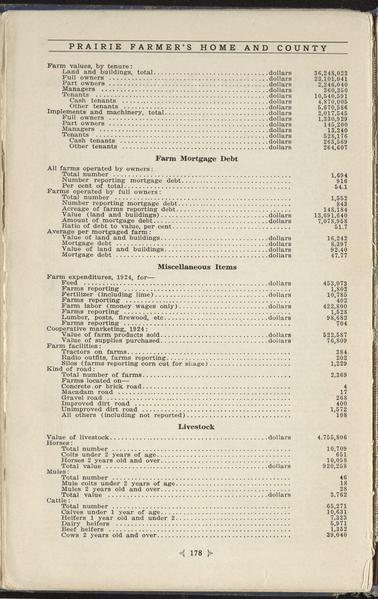 PRAIRIE FARMER'S HOME AND COUNTY
Farm values, by tenure:
Land and buildings, total dollars 36,248,022
Full owners dollars 23,101,041
Part owners dollars 2,246,040
Managers dollars 360,350
Tenants dollars 10,540,591
Cash tenants dollars 4,870,005
Other tenants dollars 5,670,586
Implements and machinery, total dollars 2,017,545
Full owners dollars 1,330,929
Part owners dollars 145,200
Managers dollars 13,240
Tenants dollars 528,176
Cash tenants dollars 263,569
Other tenants dollars 264,607
Farm Mortgage Debt
All farms operated by owners:
Total number 1,694
Number reporting mortgage debt 916
Per cent of total 54.1
Farms operated by full owners:
Total number 1,552
Number reporting mortgage debt 843
Acreage of farms reporting debt 148,184
Value (land and buildings) dollars 13,691,640
Amount of mortgage debt dollars 7,078,958
Ratio of debt to value, per cent 51.7
Average per mortgaged farm:
Value of land and buildings dollars 16,242
Mortgage debt dollars 8,397
Value of land and buildings dollars 92.40
Mortgage debt dollars 47.77
Miscellaneous Items
Farm expenditures, 1924, for—
Feed dollars 453,073
Farms reporting 1,802
Fertilizer (including lime) dollars 10,785
Farms reporting 402
Farm labor (money wages only) dollars 422,800
Farms reporting 1,528
Lumber, posts, firewood, etc. dollars 98,682
Farms reporting 704
Cooperative marketing, 1924:
Value of farm products sold dollars 522,587
Value of supplies purchased dollars 76,809
Farm facilities:
Tractors on farms 384
Radio outfits, farms reporting 202
Silos (farms reporting corn cut for silage) 1,229
Kind of road:
Total number of farms 2,369
Farms located on—
Concrete or brick road 4
Macadam road 17
Gravel road 268
Improved dirt road 400
Unimproved dirt road 1,572
All others (including not reported) 108
Livestock
Value of livestock dollars 4,755,806
Horses:
Total number 10,709
Colts under 2 years of age 651
Horses 2 years old and over 10,058
Total value dollars 920,258
Mules:
Total number 46
Mule colts under 2 years of age 18
Mules 2 years old and over 28
Total value dollars 3,762
Cattle:
Total number 65,271
Calves under 1 year of age 10,631
Heifers 1 year old and under 2 7,323
Dairy heifers 5,971
Beef heifers 1,352
Cows 2 years old and over 39,040
178